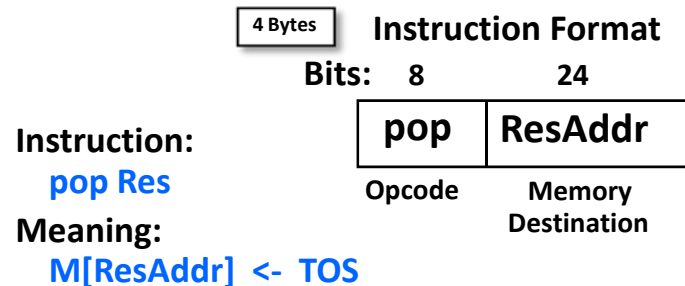 4 Bytes Instruction Format
Bits: 8 24
pop ResAddr
Instruction:
pop Res
Opcode Memory
Destination
Meaning:
M[ResAddr] <- TOS